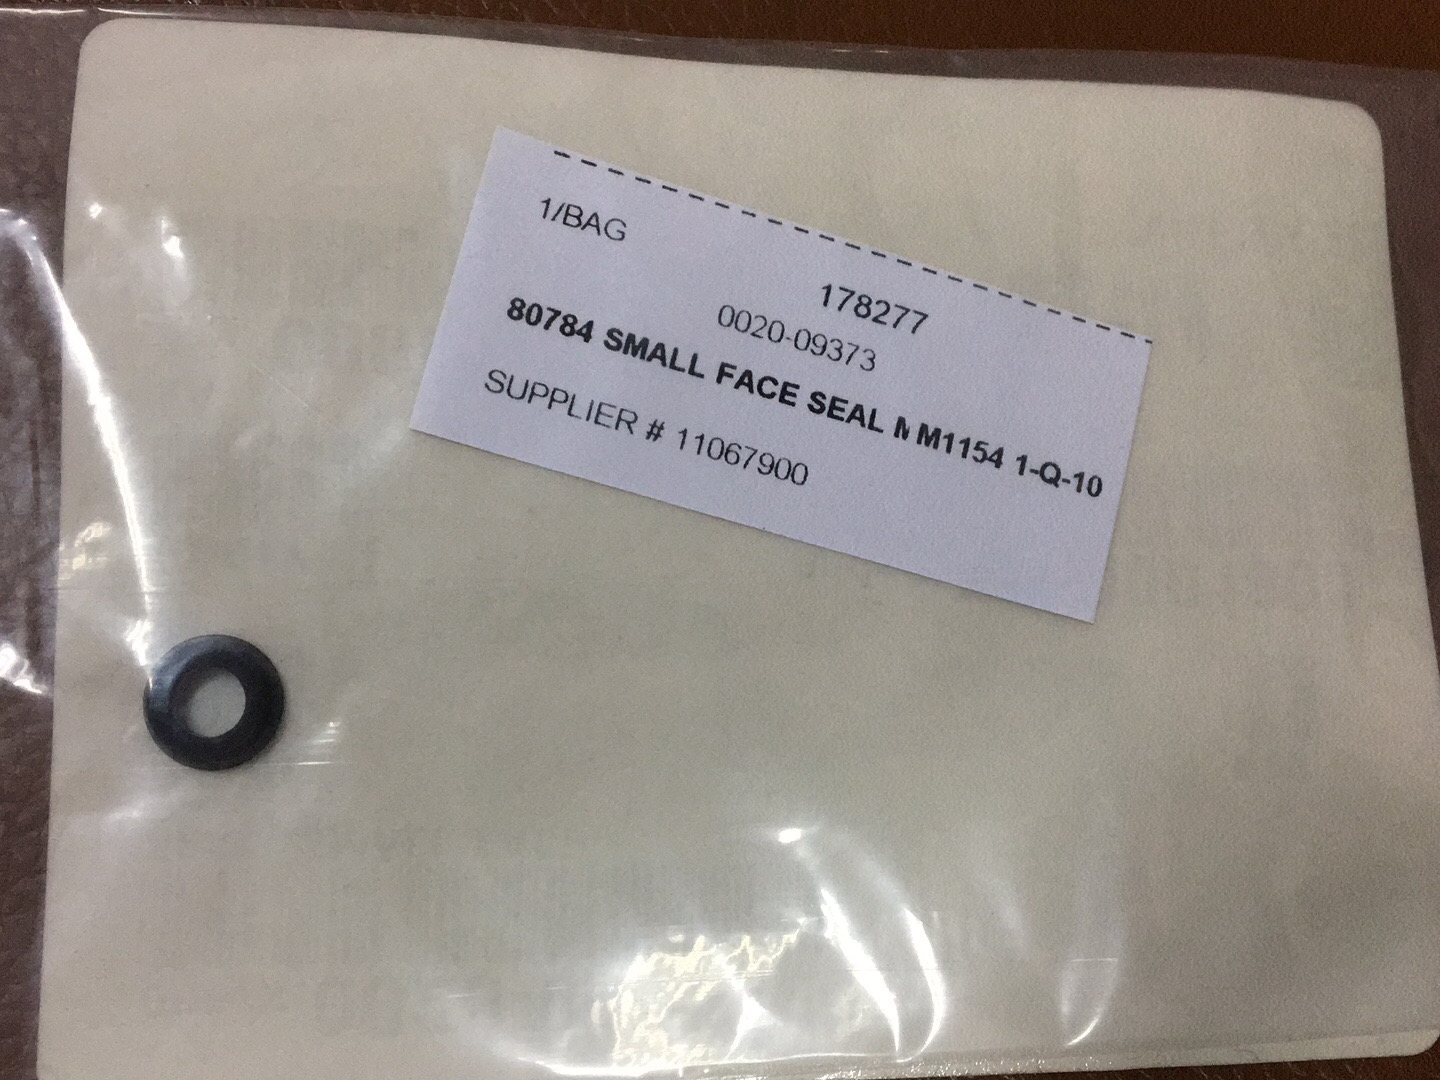 1/BAG
178277
0020-09373
80784 SMALL FACE SEAL M M1154 1-Q-10
SUPPLIER # 11067900